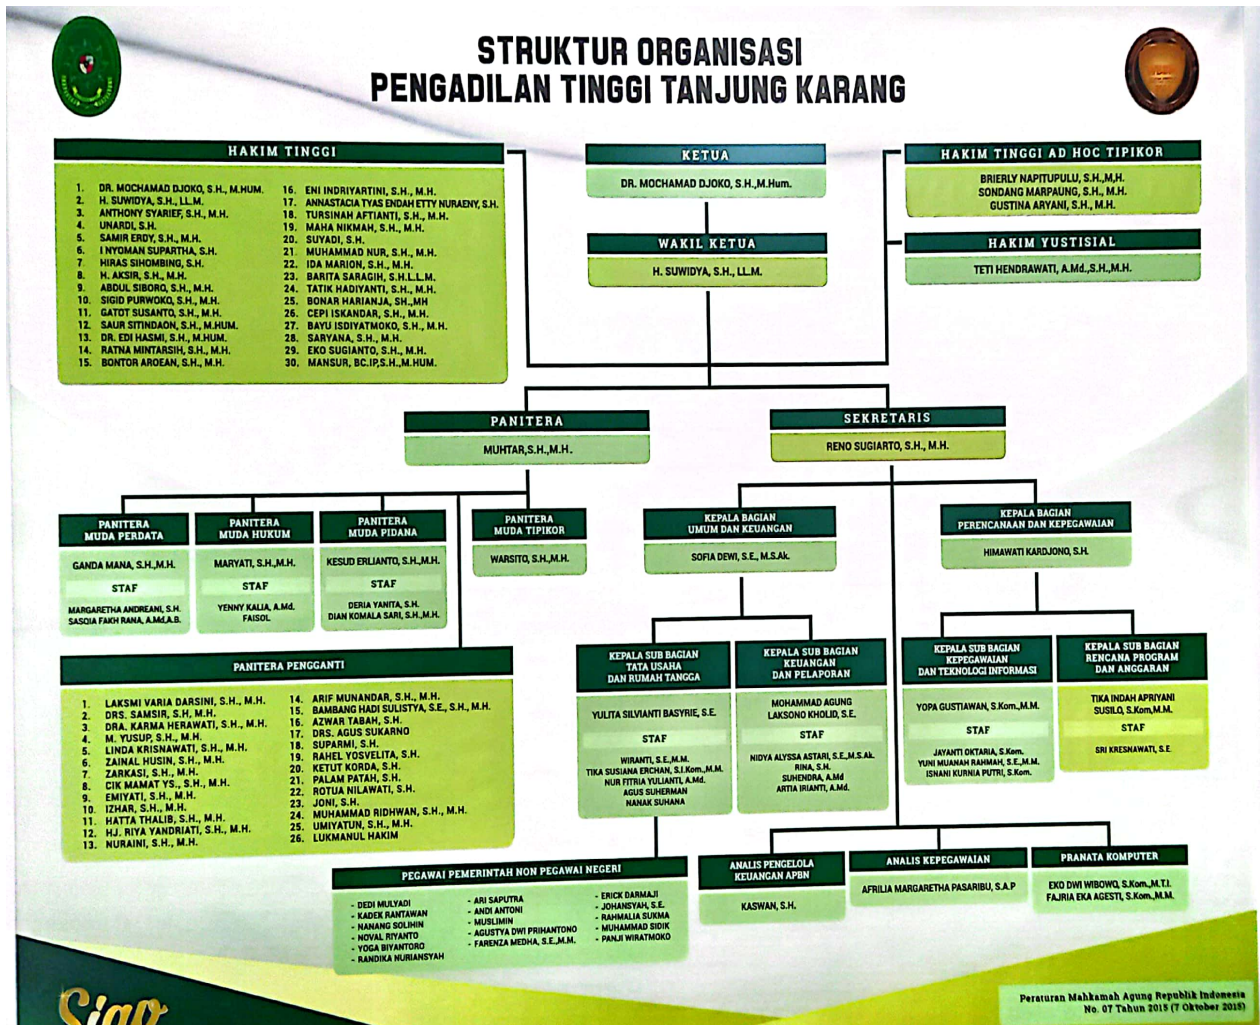 STRUKTUR ORGANISASI
PENGADILAN TINGGI TANJUNG KARANG
HAKIM TINGGI
1. DR. MOCHAMAD DJOKO, S.H., M.HUM.
2. H. SUWIDYA, S.H., LL.M.
3. ANTHONY SYARIEF, S.H., M.H.
4. UNARDI, S.H.
5. SAMIR ERDY, S.H., M.H.
6. I NYOMAN SUPARTHA, S.H.
7. HIRAS SIHOMBING, S.H.
8. H. AKSIR, S.H., M.H.
9. ABDUL SIBORO, S.H., M.H.
10. SIGID PURWOKO, S.H., M.H.
11. GATOT SUSANTO, S.H., M.H.
12. SAUR SITINDAON, S.H., M.HUM.
13. DR. EDI HASMI, S.H., M.HUM.
14. RATNA MINTARSIH, S.H., M.H.
15. BONTOR AROEAN, S.H., M.H.
16. ENI INDRIYARTINI, S.H., M.H.
17. ANNASTACIA TYAS ENDAH ETTY NURAENY, S.H.
18. TURSINAH AFTIANTI, S.H., M.H.
19. MAHA NIKMAH, S.H., M.H.
20. SUYADI, S.H.
21. MUHAMMAD NUR, S.H., M.H.
22. IDA MARION, S.H., M.H.
23. BARITA SARAGIH, S.H.L.L.M.
24. TATIK HADIYANTI, S.H., M.H.
25. BONAR HARIANJA, SH.,MH
26. CEPI ISKANDAR, S.H., M.H.
27. BAYU ISDIYATMOKO, S.H., M.H.
28. SARYANA, S.H., M.H.
29. EKO SUGIANTO, S.H., M.H.
30. MANSUR, BC.IP,S.H.,M.HUM.
KETUA
DR. MOCHAMAD DJOKO, S.H.,M.Hum.
WAKIL KETUA
H. SUWIDYA, S.H., LL.M.
HAKIM TINGGI AD HOC TIPIKOR
BRIERLY NAPITUPULU, S.H.,M,H.
SONDANG MARPAUNG, S.H., M.H.
GUSTINA ARYANI, S.H., M.H.
HAKIM YUSTISIAL
TETI HENDRAWATI, A.Md.,S.H.,M.H.
PANITERA
MUHTAR,S.H.,M.H.
SEKRETARIS
RENO SUGIARTO, S.H., M.H.
PANITERA
MUDA PERDATA
GANDA MANA, S.H.,M.H.
STAF
MARGARETHA ANDREANI, S.H.
SASQIA FAKH RANA, A.Md,A.B.
PANITERA
MUDA HUKUM
MARYATI, S.H.,M.H.
STAF
YENNY KALIA, A.Md.
FAISOL
PANITERA
MUDA PIDANA
KESUD ERLIANTO, S.H.,M.H.
STAF
DERIA YANITA, S.H.
DIAN KOMALA SARI, S.H.,M.H.
PANITERA
MUDA TIPIKOR
WARSITO, S.H.,M.H.
KEPALA BAGIAN
UMUM DAN KEUANGAN
SOFIA DEWI, S.E., M.S.Ak.
KEPALA BAGIAN
PERENCANAAN DAN KEPEGAWAIAN
HIMAWATI KARDJONO, S.H.
PANITERA PENGGANTI
1. LAKSMI VARIA DARSINI, S.H., M.H.
2. DRS. SAMSIR, S.H, M.H.
3. DRA. KARMA HERAWATI, S.H., M.H.
4. M. YUSUP, S.H., M.H.
5. LINDA KRISNAWATI, S.H., M.H.
6. ZAINAL HUSIN, S.H., M.H.
7. ZARKASI, S.H., M.H.
8. CIK MAMAT YS., S.H., M.H.
9. EMIYATI, S.H., M.H.
10. IZHAR, S.H., M.H.
11. HATTA THALIB, S.H., M.H.
12. HJ. RIYA YANDRIATI, S.H., M.H.
13. NURAINI, S.H., M.H.
14. ARIF MUNANDAR, S.H., M.H.
15. BAMBANG HADI SULISTYA, S.E., S.H., M.H.
16. AZWAR TABAH, S.H.
17. DRS. AGUS SUKARNO
18. SUPARMI, S.H.
19. RAHEL YOSVELITA, S.H.
20. KETUT KORDA, S.H.
21. PALAM PATAH, S.H.
22. ROTUA NILAWATI, S.H.
23. JONI, S.H.
24. MUHAMMAD RIDHWAN, S.H., M.H.
25. UMIYATUN, S.H., M.H.
26. LUKMANUL HAKIM
KEPALA SUB BAGIAN
TATA USAHA
DAN RUMAH TANGGA
YULITA SILVIANTI BASYRIE, S.E.
STAF
WIRANTI, S.E.,M.M.
TIKA SUSIANA ERCHAN, S.I.Kom.,M.M.
NUR FITRIA YULIANTI, A.Md.
AGUS SUHERMAN
NANAK SUHANA
KEPALA SUB BAGIAN
KEUANGAN
DAN PELAPORAN
MOHAMMAD AGUNG
LAKSONO KHOLID, S.E.
STAF
NIDYA ALYSSA ASTARI, S.E.,M.S.Ak.
RINA, S.H.
SUHENDRA, A.Md
ARTIA IRIANTI, A.Md.
KEPALA SUB BAGIAN
KEPEGAWAIAN
DAN TEKNOLOGI INFORMASI
YOPA GUSTIAWAN, S.Kom.,M.M.
STAF
JAYANTI OKTARIA, S.Kom.
YUNI MUANAH RAHMAH, S.E.,M.M.
ISNANI KURNIA PUTRI, S.Kom.
KEPALA SUB BAGIAN
RENCANA PROGRAM
DAN ANGGARAN
TIKA INDAH APRIYANI
SUSILO, S.Kom,M.M.
STAF
SRI KRESNAWATI, S.E.
PEGAWAI PEMERINTAH NON PEGAWAI NEGERI
- DEDI MULYADI
- KADEK RANTAWAN
- NANANG SOLIHIN
- NOVAL RIYANTO
- YOGA BIYANTORO
- RANDIKA NURIANSYAH
- ARI SAPUTRA
- ANDI ANTONI
- MUSLIMIN
- AGUSTYA DWI PRIHANTONO
- FARENZA MEDHA, S.E.,M.M.
- ERICK DARMAJI
- JOHANSYAH, S.E.
- RAHMALIA SUKMA
- MUHAMMAD SIDIK
- PANJI WIRATMOKO
ANALIS PENGELOLA
KEUANGAN APBN
KASWAN, S.H.
ANALIS KEPEGAWAIAN
AFRILIA MARGARETHA PASARIBU, S.A.P
PRANATA KOMPUTER
EKO DWI WIBOWO, S.Kom.,M.T.I.
FAJRIA EKA AGESTI, S.Kom.,M.M.
Siap
Peraturan Mahkamah Agung Republik Indonesia
No. 07 Tahun 2015 (7 Oktober 2015)